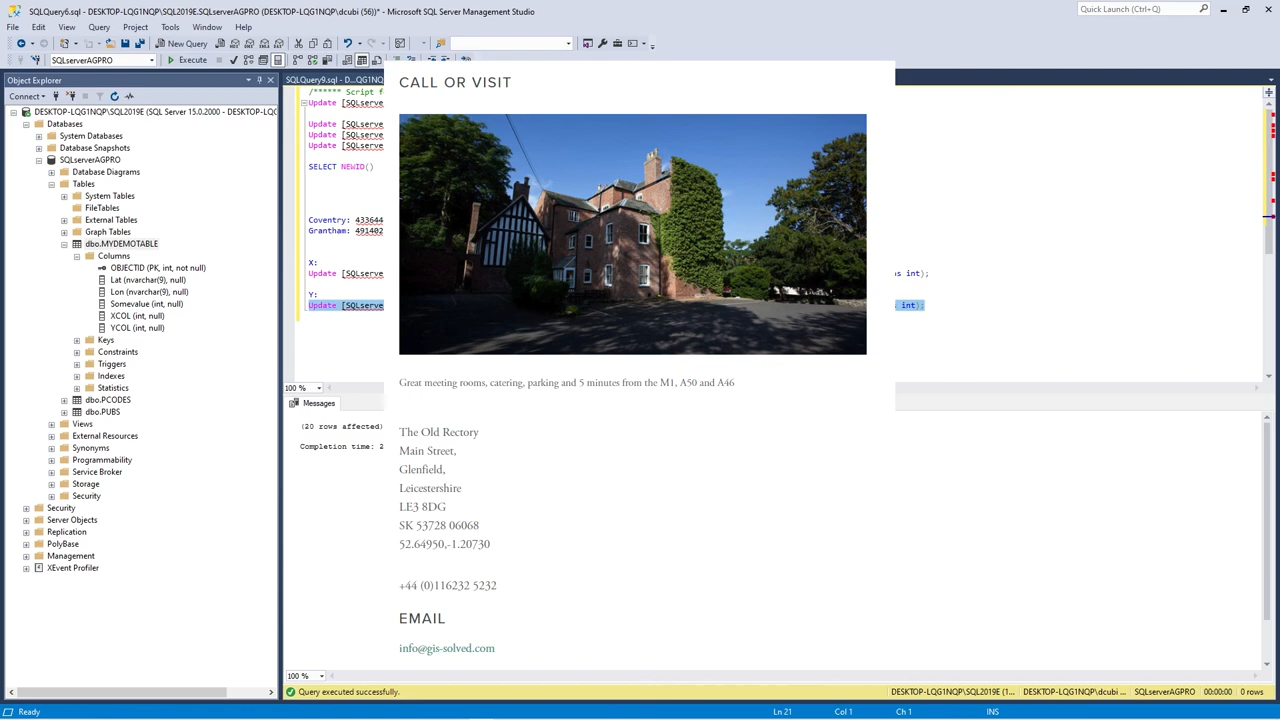 SQLQuery6.sql - DESKTOP-LQG1NQP\SQL2019E.SQLserverAGPRO (DESKTOP-LQG1NQP\dcubi (56))* - Microsoft SQL Server Management Studio
Quick Launch (Ctrl+Q)
File Edit View Query Project Tools Window Help
New Query
SQLserverAGPRO
Execute
Object Explorer
Connect
DESKTOP-LQG1NQP\SQL2019E (SQL Server 15.0.2000 - DESKTOP-LQG1NQP
Databases
System Databases
Database Snapshots
SQLserverAGPRO
Database Diagrams
Tables
System Tables
FileTables
External Tables
Graph Tables
dbo.MYDEMOTABLE
Columns
OBJECTID (PK, int, not null)
Lat (nvarchar(9), null)
Lon (nvarchar(9), null)
Somevalue (int, null)
XCOL (int, null)
YCOL (int, null)
Keys
Constraints
Triggers
Indexes
Statistics
dbo.PCODES
dbo.PUBS
Views
External Resources
Synonyms
Programmability
Service Broker
Storage
Security
Security
Server Objects
Replication
PolyBase
Management
XEvent Profiler
SQLQuery9.sql - D...QG1NQ
/****** Script f
Update [SQLserve
Update [SQLserve
Update [SQLserve
Update [SQLserve
SELECT NEWID()
Coventry: 433644
Grantham: 491402
X:
Update [SQLserve
s int);
Y:
Update [SQLserve
int);
100 %
Messages
(20 rows affected)
Completion time: 2
100 %
CALL OR VISIT
Great meeting rooms, catering, parking and 5 minutes from the M1, A50 and A46
The Old Rectory
Main Street,
Glenfield,
Leicestershire
LE3 8DG
SK 53728 06068
52.64950,-1.20730
+44 (0)116232 5232
EMAIL
info@gis-solved.com
Query executed successfully.
DESKTOP-LQG1NQP\SQL2019E (1... DESKTOP-LQG1NQP\dcubi ... SQLserverAGPRO 00:00:00 0 rows
Ready
Ln 21 Col 1 Ch 1 INS